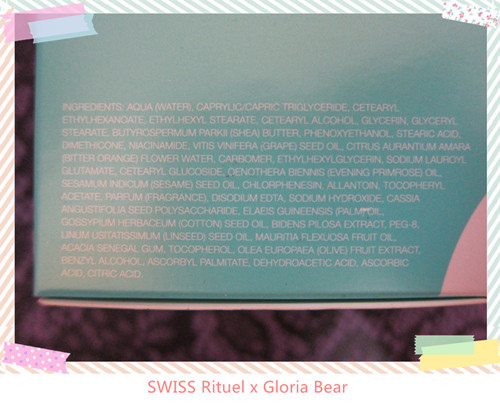 INGREDIENTS: AQUA (WATER), CAPRYLIC/CAPRIC TRIGLYCERIDE, CETEARYL
ETHYLHEXANOATE, ETHYLHEXYL STEARATE, CETEARYL ALCOHOL, GLYCERIN, GLYCERYL
STEARATE, BUTYROSPERMUM PARKII (SHEA) BUTTER, PHENOXYETHANOL, STEARIC ACID,
DIMETHICONE, NIACINAMIDE, VITIS VINIFERA (GRAPE) SEED OIL, CITRUS AURANTIUM AMARA
(BITTER ORANGE) FLOWER WATER, CARBOMER, ETHYLHEXYLGLYCERIN, SODIUM LAUROYL
GLUTAMATE, CETEARYL GLUCOSIDE, OENOTHERA BIENNIS (EVENING PRIMROSE) OIL,
SESAMUM INDICUM (SESAME) SEED OIL, CHLORPHENESIN, ALLANTOIN, TOCOPHERYL
ACETATE, PARFUM (FRAGRANCE), DISODIUM EDTA, SODIUM HYDROXIDE, CASSIA
ANGUSTIFOLIA SEED POLYSACCHARIDE, ELAEIS GUINEENSIS (PALM) OIL,
GOSSYPIUM HERBACEUM (COTTON) SEED OIL, BIDENS PILOSA EXTRACT, PEG-8,
LINUM USITATISSIMUM (LINSEED) SEED OIL, MAURITIA FLEXUOSA FRUIT OIL,
ACACIA SENEGAL GUM, TOCOPHEROL, OLEA EUROPAEA (OLIVE) FRUIT EXTRACT,
BENZYL ALCOHOL, ASCORBYL PALMITATE, DEHYDROACETIC ACID, ASCORBIC
ACID, CITRIC ACID.
SWISS Rituel x Gloria Bear